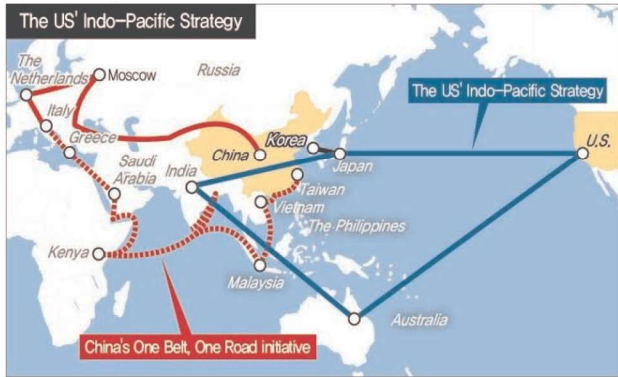 The US' Indo-Pacific Strategy
The
Netherlands
Moscow
Russia
The US' Indo-Pacific Strategy
Italy
Greece
Korea
China
Japan
U.S.
Saudi
Arabia
India
Taiwan
Vietnam
The Philippines
Kenya
Malaysia
Australia
China's One Belt, One Road initiative